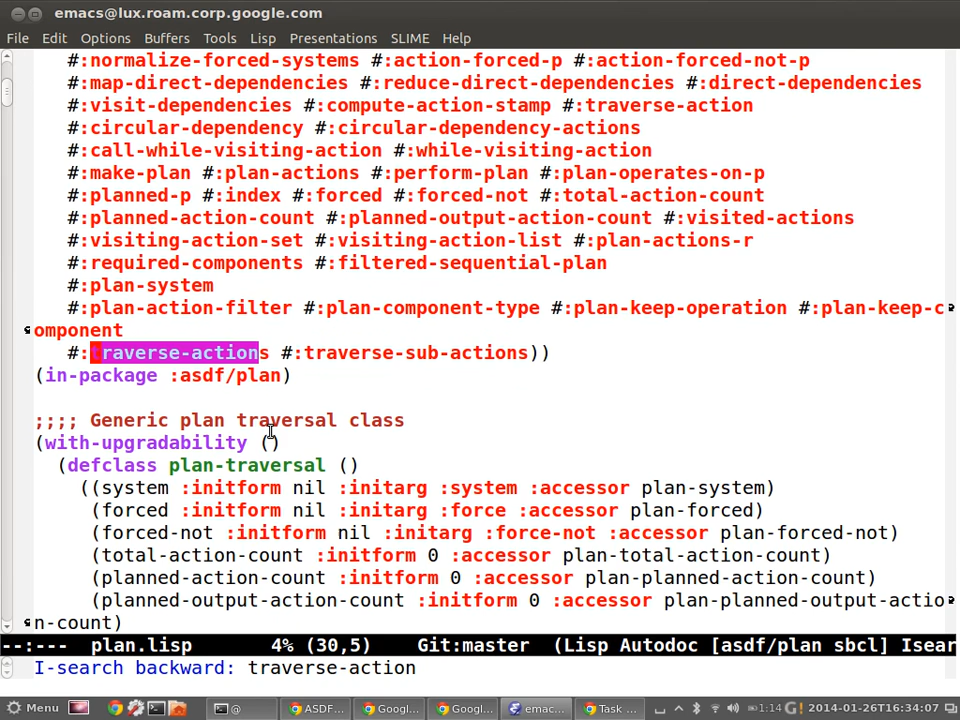 emacs@lux.roam.corp.google.com
File Edit Options Buffers Tools Lisp Presentations SLIME Help
#:normalize-forced-systems #:action-forced-p #:action-forced-not-p
#:map-direct-dependencies #:reduce-direct-dependencies #:direct-dependencies
#:visit-dependencies #:compute-action-stamp #:traverse-action
#:circular-dependency #:circular-dependency-actions
#:call-while-visiting-action #:while-visiting-action
#:make-plan #:plan-actions #:perform-plan #:plan-operates-on-p
#:planned-p #:index #:forced #:forced-not #:total-action-count
#:planned-action-count #:planned-output-action-count #:visited-actions
#:visiting-action-set #:visiting-action-list #:plan-actions-r
#:required-components #:filtered-sequential-plan
#:plan-system
#:plan-action-filter #:plan-component-type #:plan-keep-operation #:plan-keep-c
omponent
#:traverse-actions #:traverse-sub-actions))
(in-package :asdf/plan)
;;;; Generic plan traversal class
(with-upgradability ()
(defclass plan-traversal ()
((system :initform nil :initarg :system :accessor plan-system)
(forced :initform nil :initarg :force :accessor plan-forced)
(forced-not :initform nil :initarg :force-not :accessor plan-forced-not)
(total-action-count :initform 0 :accessor plan-total-action-count)
(planned-action-count :initform 0 :accessor plan-planned-action-count)
(planned-output-action-count :initform 0 :accessor plan-planned-output-actio
n-count)
--:--- plan.lisp 4% (30,5) Git:master (Lisp Autodoc [asdf/plan sbcl] Isear
I-search backward: traverse-action
Menu @ ASDF... Googl... Googl... emac... Task ... 1:14 2014-01-26T16:34:07